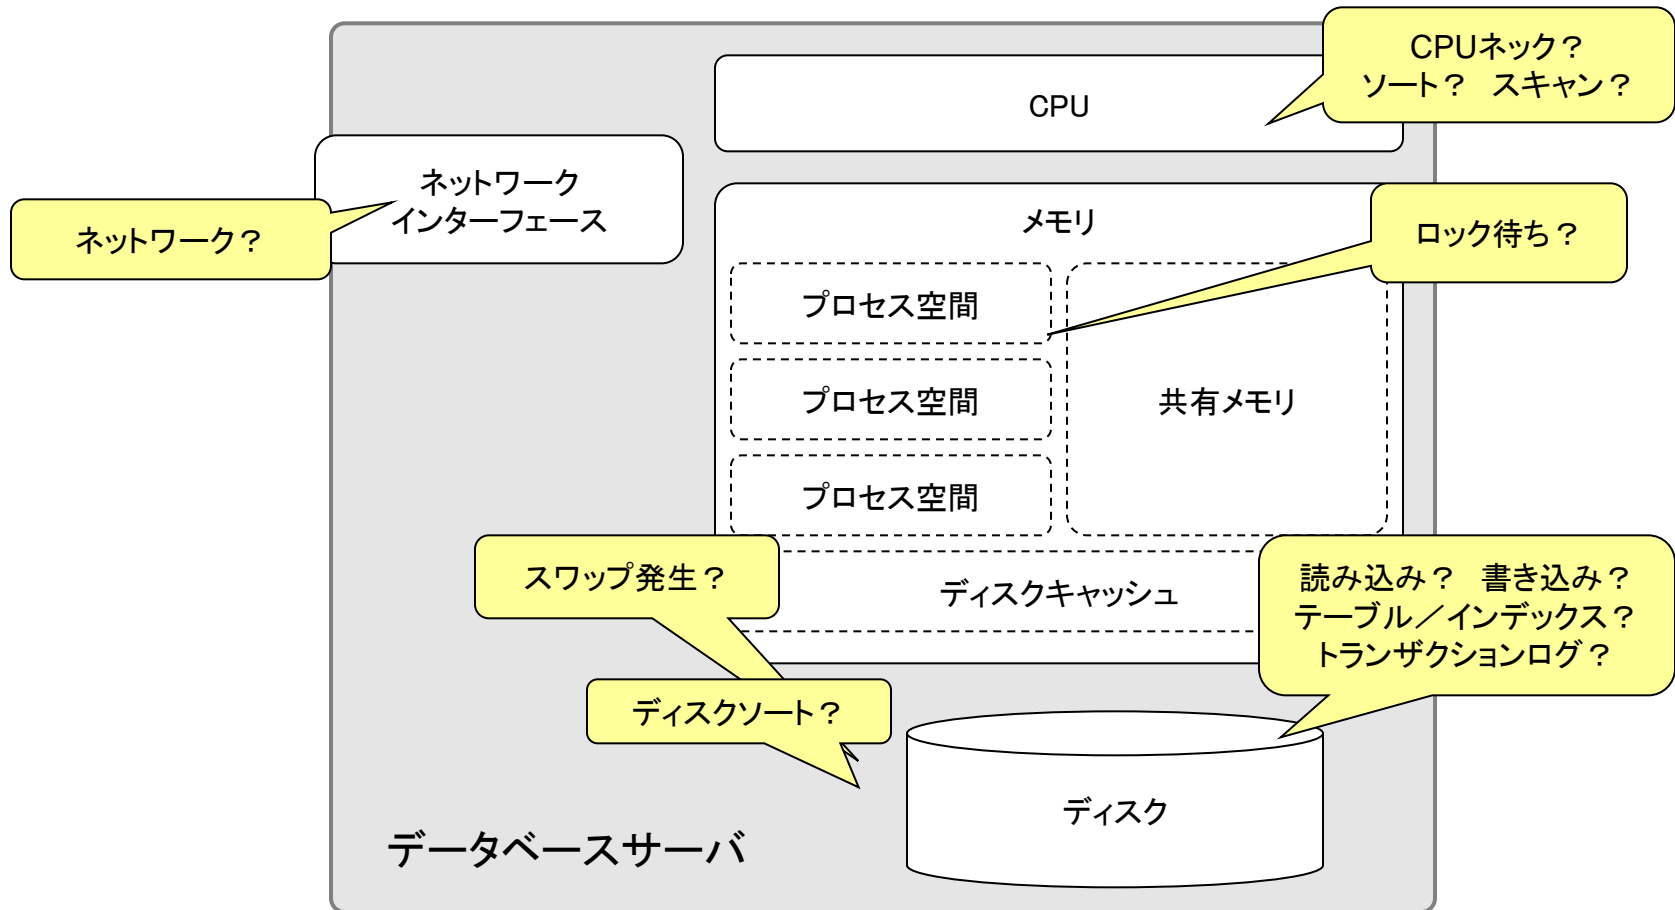 CPUネック？
ソート？　スキャン？
CPU
ネットワーク
インターフェース
ネットワーク？
メモリ
ロック待ち？
プロセス空間
プロセス空間
共有メモリ
プロセス空間
スワップ発生？
ディスクキャッシュ
読み込み？　書き込み？
テーブル／インデックス？
トランザクションログ？
ディスクソート？
ディスク
データベースサーバ